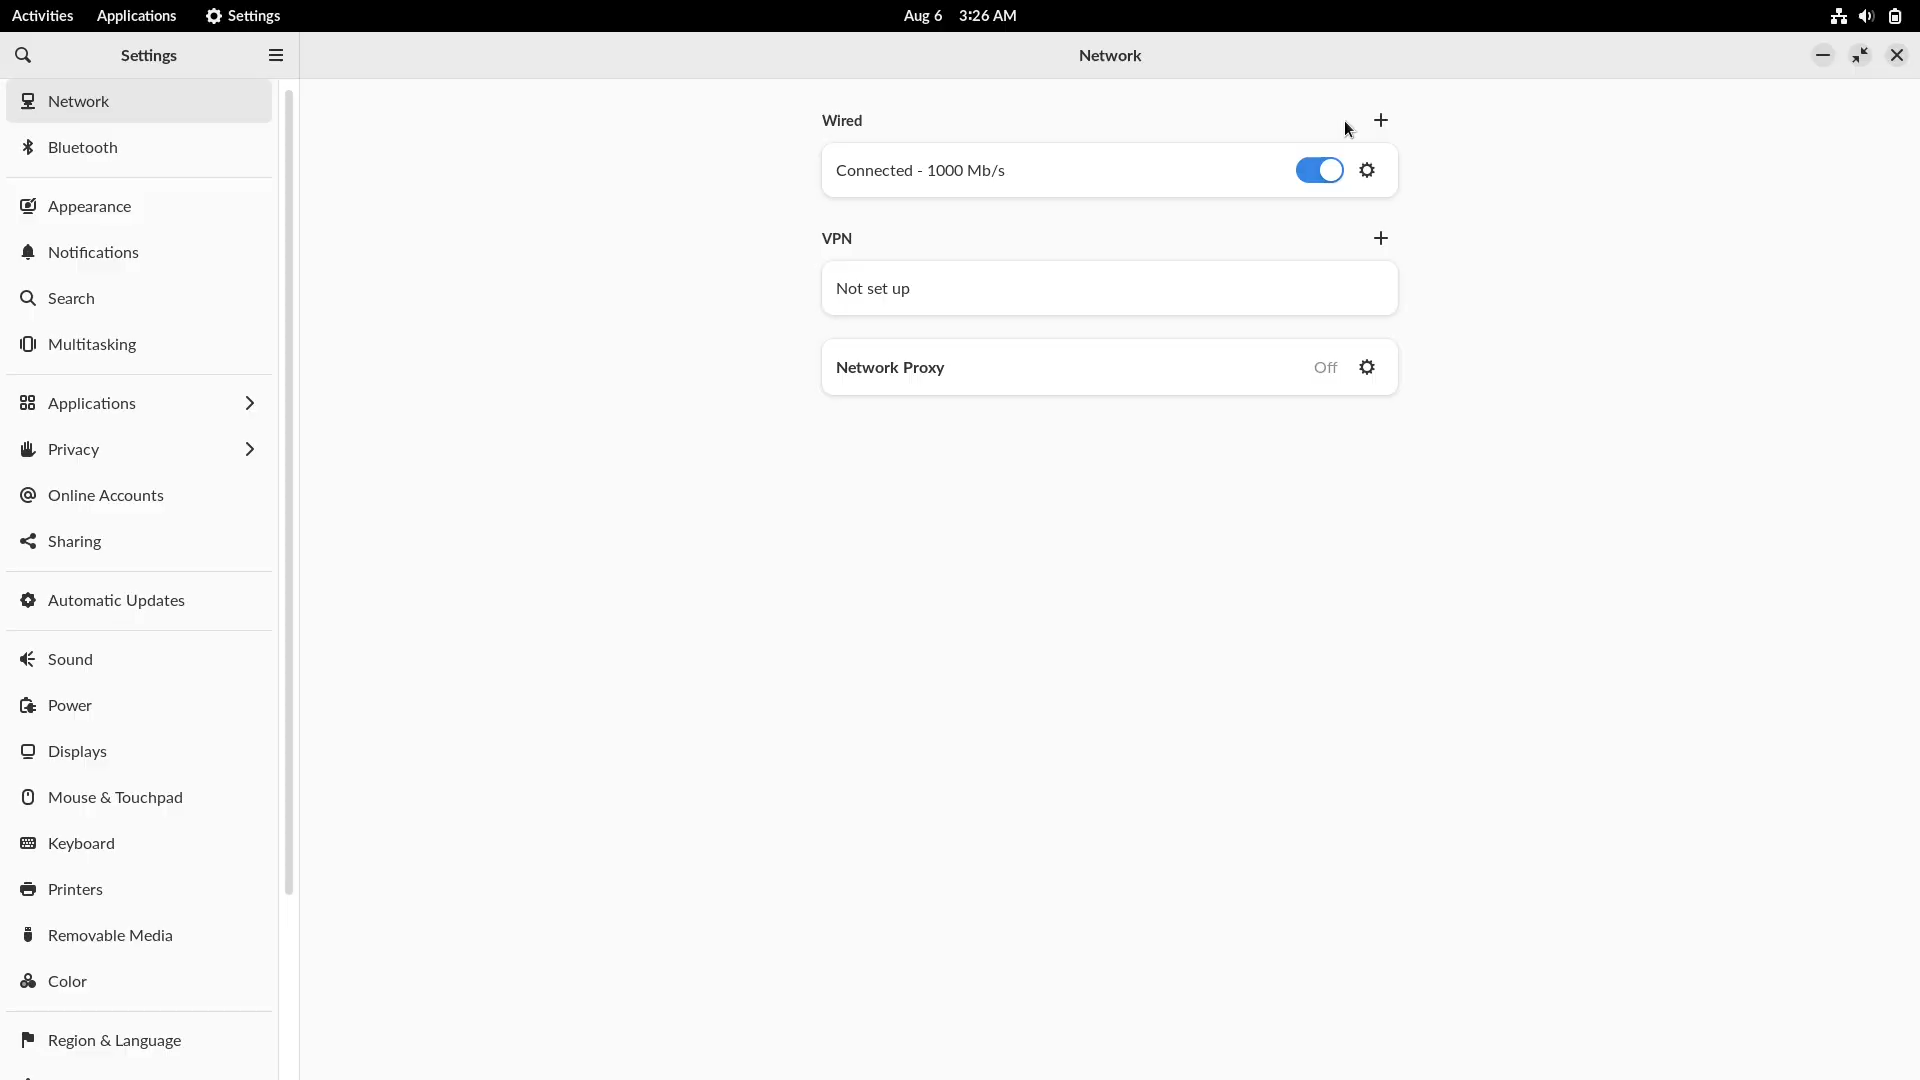 Activities Applications Settings Aug 6 3:26 AM
Settings Network
Network
Bluetooth
Appearance
Notifications
Search
Multitasking
Applications
Privacy
Online Accounts
Sharing
Automatic Updates
Sound
Power
Displays
Mouse & Touchpad
Keyboard
Printers
Removable Media
Color
Region & Language
Wired
Connected - 1000 Mb/s
VPN
Not set up
Network Proxy Off